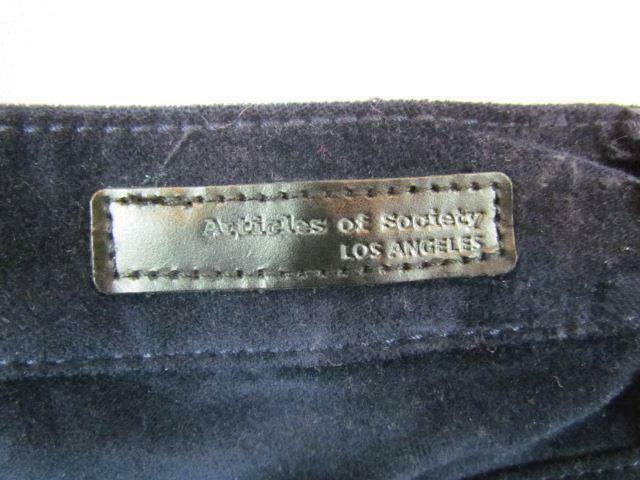 Articles of Society
LOS ANGELES